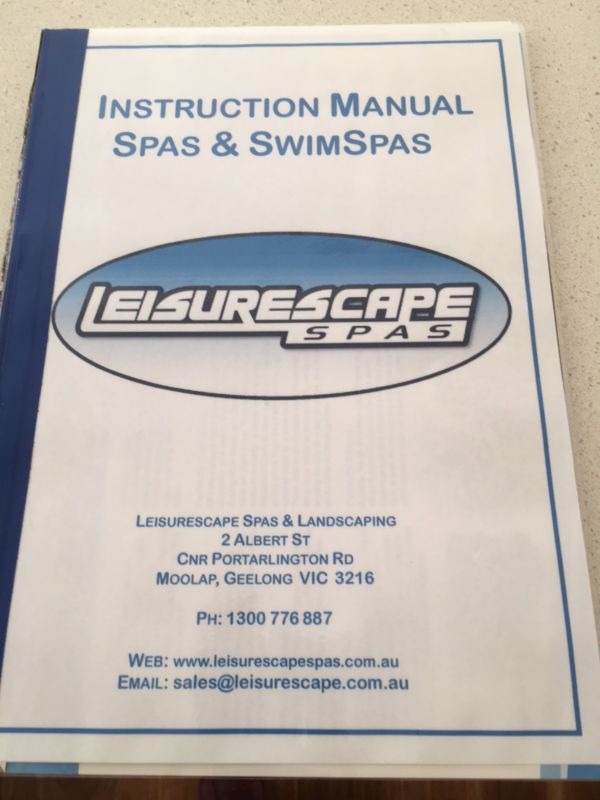 INSTRUCTION MANUAL
SPAS & SWIMSPAS
LEISURESCAPE
SPAS
LEISURESCAPE SPAS & LANDSCAPING
2 ALBERT ST
CNR PORTARLINGTON RD
MOOLAP, GEELONG VIC 3216
PH: 1300 776 887
WEB: www.leisurescapespas.com.au
EMAIL: sales@leisurescape.com.au